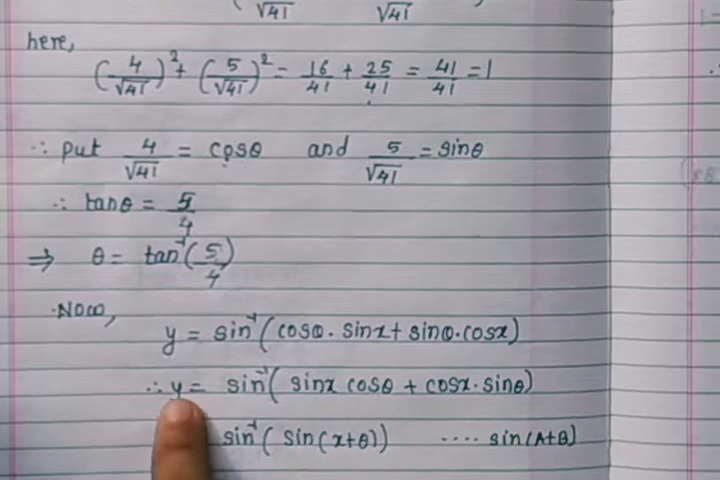 √41 √41
here,
(4/√41)² + (5/√41)² = 16/41 + 25/41 = 41/41 = 1
∴ put 4/√41 = cosθ and 5/√41 = sinθ
∴ tanθ = 5/4
⇒ θ = tan⁻¹(5/4)
Now,
y = sin⁻¹(cosθ. sinx + sinθ.cosx)
∴ y = sin⁻¹( sinx cosθ + cosx. sinθ)
sin⁻¹( sin(x+θ)) .... sin(A+B)